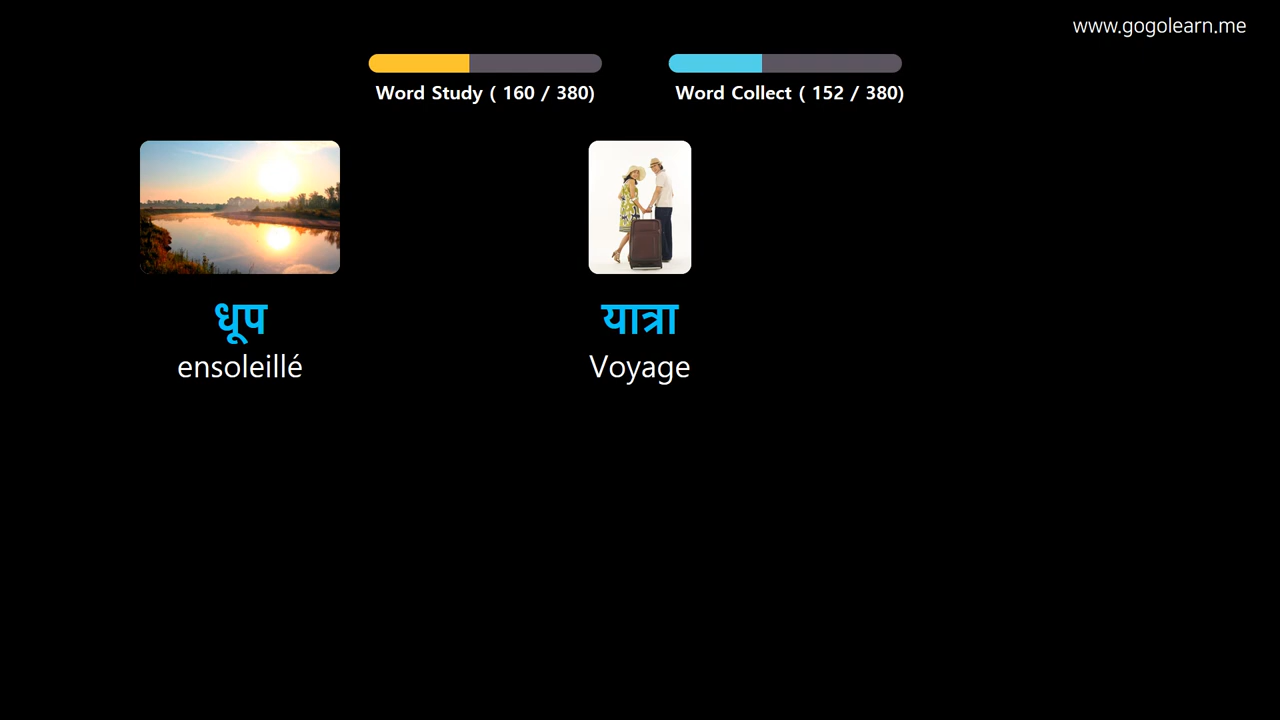 www.gogolearn.me
Word Study ( 160 / 380)
Word Collect ( 152 / 380)
धूप
ensoleillé
यात्रा
Voyage